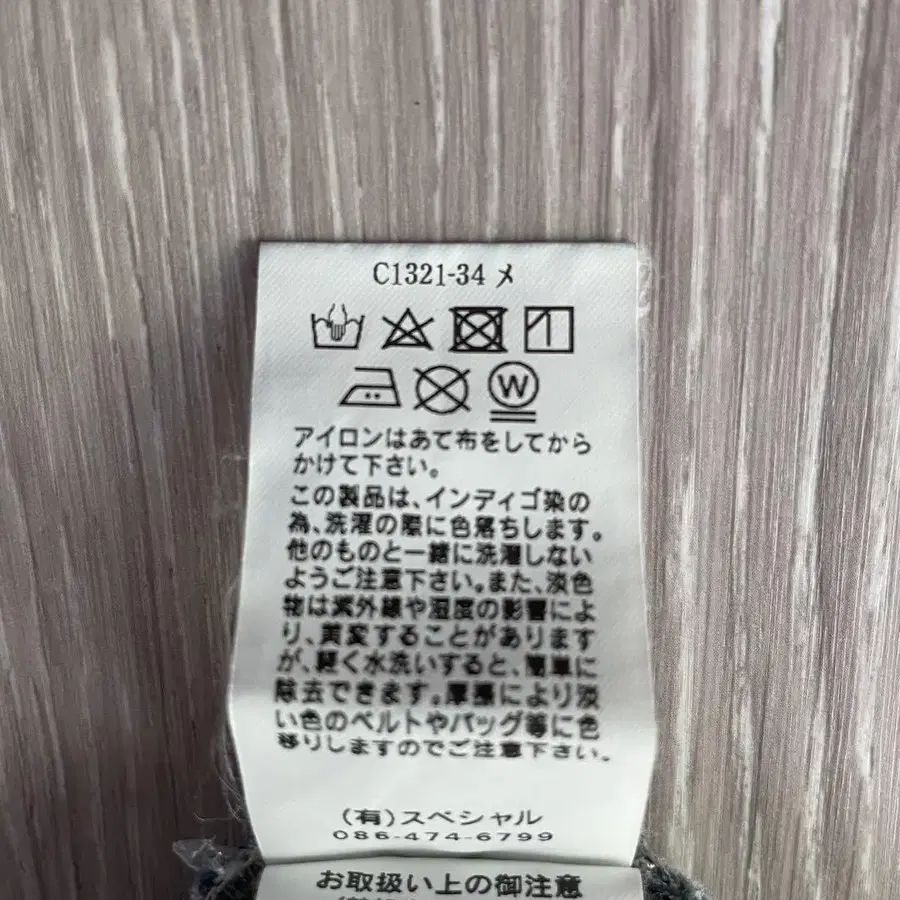 C1321-34 メ
W
アイロンはあて布をしてから
かけて下さい。
この製品は、インディゴ染の
為、洗濯の際に色落ちします。
他のものと一緒に洗濯しない
ようご注意下さい。また、淡色
物は紫外線や湿度の影響によ
り、黄変することがあります
が、軽く水洗いすると、簡単に
除去できます。摩擦により淡
い色のベルトやバッグ等に色
移りしますのでご注意下さい。
(有)スペシャル
086-474-6799
お取扱い上の御注意